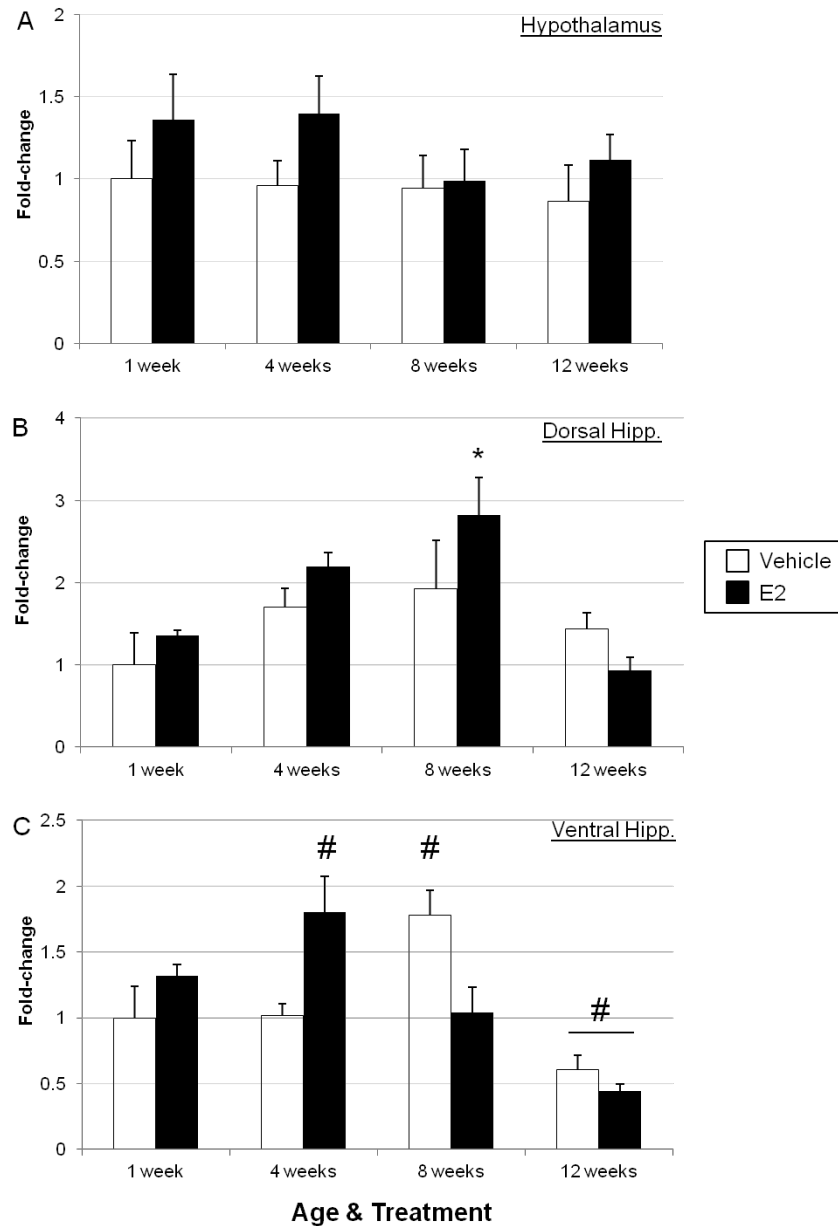 A
Hypothalamus
2
1.5
1
0.5
0
Fold-change
1 week
4 weeks
8 weeks
12 weeks
B
Dorsal Hipp.
4
3
2
1
0
Fold-change
*
1 week
4 weeks
8 weeks
12 weeks
Vehicle
E2
C
Ventral Hipp.
2.5
2
1.5
1
0.5
0
Fold-change
#
#
#
1 week
4 weeks
8 weeks
12 weeks
Age & Treatment